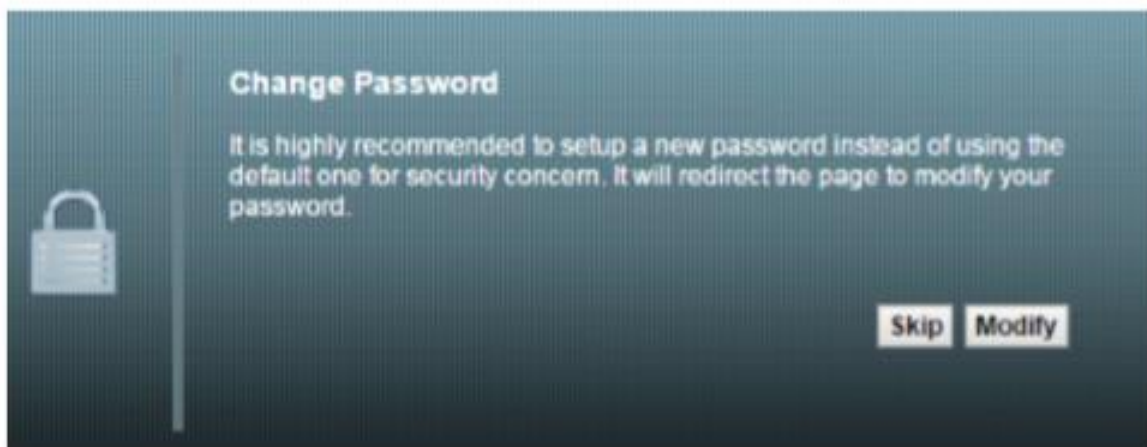 Change Password
It is highly recommended to setup a new password instead of using the
default one for security concern. It will redirect the page to modify your
password.
Skip Modify